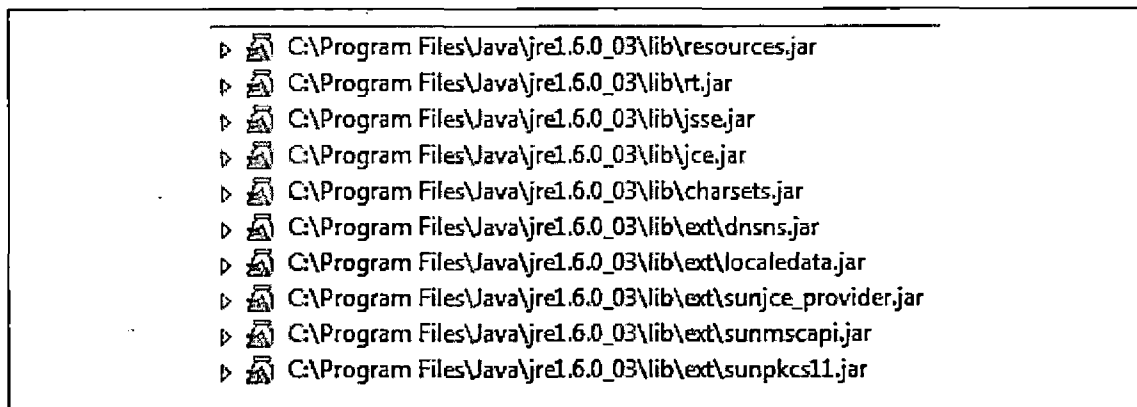 C:\Program Files\Java\jre1.6.0_03\lib\resources.jar
C:\Program Files\Java\jre1.6.0_03\lib\rt.jar
C:\Program Files\Java\jre1.6.0_03\lib\jsse.jar
C:\Program Files\Java\jre1.6.0_03\lib\jce.jar
C:\Program Files\Java\jre1.6.0_03\lib\charsets.jar
C:\Program Files\Java\jre1.6.0_03\lib\ext\dnsns.jar
C:\Program Files\Java\jre1.6.0_03\lib\ext\localedata.jar
C:\Program Files\Java\jre1.6.0_03\lib\ext\sunjce_provider.jar
C:\Program Files\Java\jre1.6.0_03\lib\ext\sunmscapi.jar
C:\Program Files\Java\jre1.6.0_03\lib\ext\sunpkcs11.jar